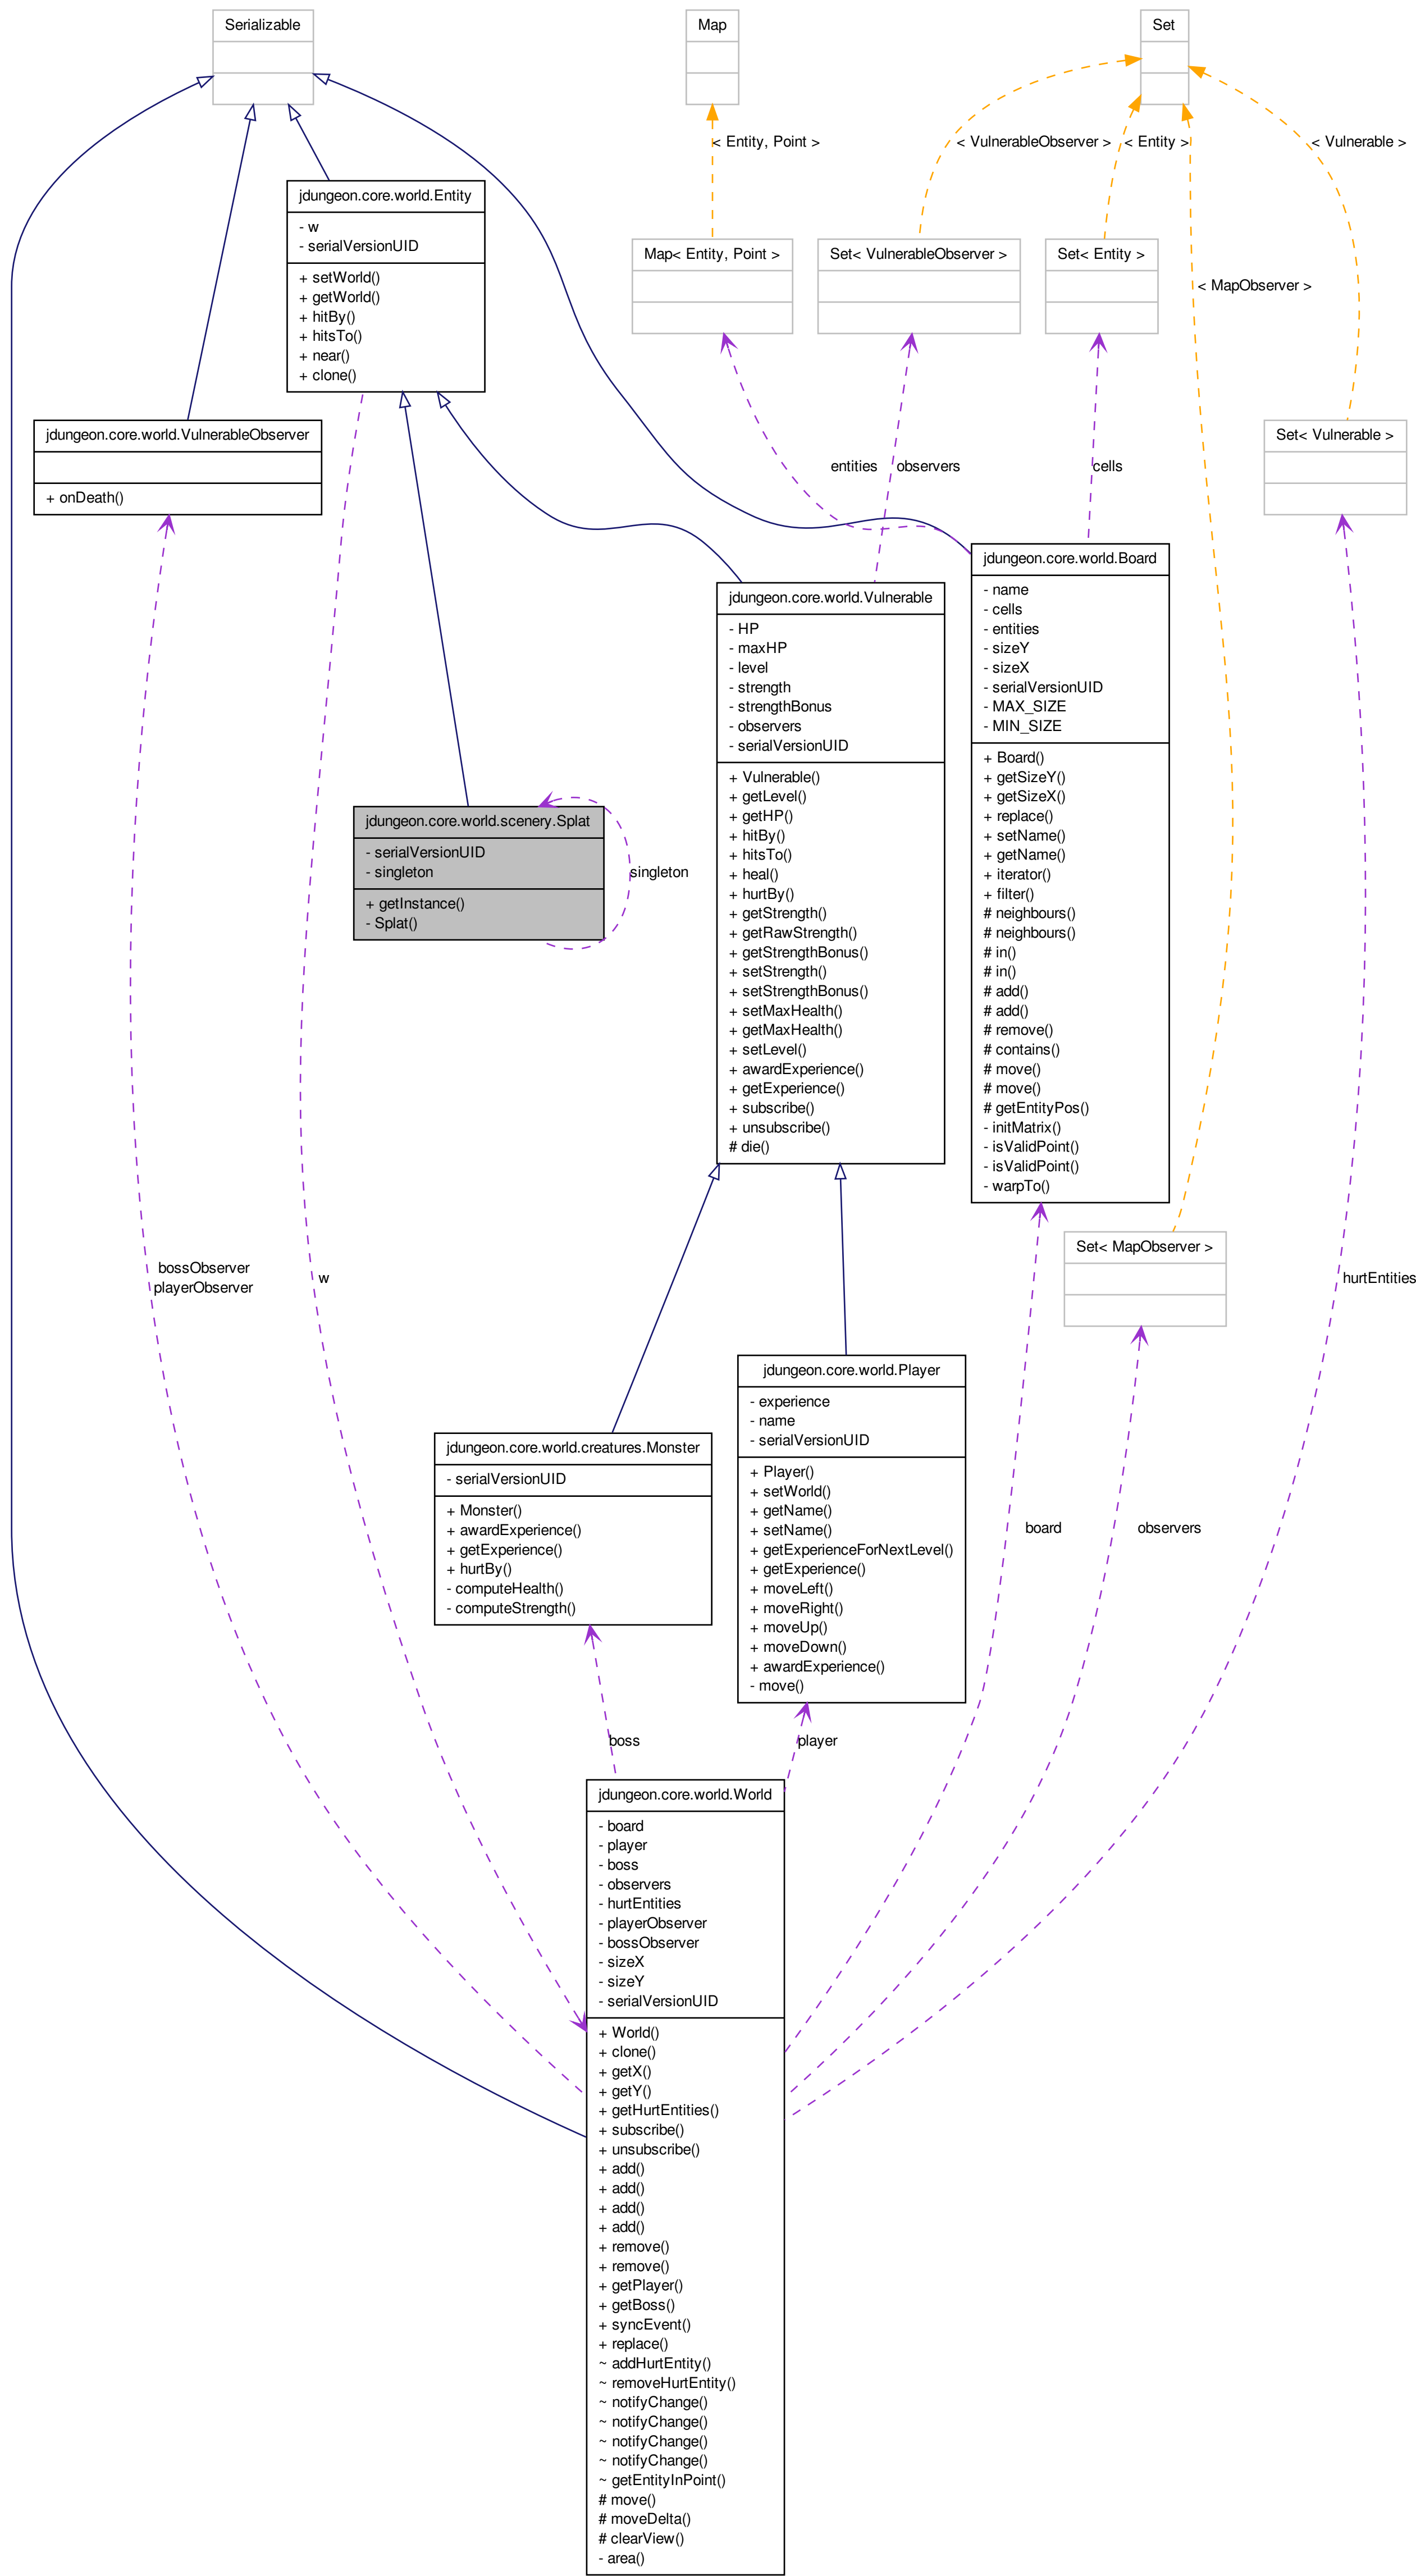 Serializable
Map
Set
< Entity, Point >
< VulnerableObserver >
< Entity >
< Vulnerable >
jdungeon.core.world.Entity
- w
- serialVersionUID
+ setWorld()
+ getWorld()
+ hitBy()
+ hitsTo()
+ near()
+ clone()
Map< Entity, Point >
Set< VulnerableObserver >
Set< Entity >
< MapObserver >
jdungeon.core.world.VulnerableObserver
+ onDeath()
Set< Vulnerable >
entities
observers
cells
jdungeon.core.world.Vulnerable
- HP
- maxHP
- level
- strength
- strengthBonus
- observers
- serialVersionUID
+ Vulnerable()
+ getLevel()
+ getHP()
+ hitBy()
+ hitsTo()
+ heal()
+ hurtBy()
+ getStrength()
+ getRawStrength()
+ getStrengthBonus()
+ setStrength()
+ setStrengthBonus()
+ setMaxHealth()
+ getMaxHealth()
+ setLevel()
+ awardExperience()
+ getExperience()
+ subscribe()
+ unsubscribe()
# die()
jdungeon.core.world.Board
- name
- cells
- entities
- sizeY
- sizeX
- serialVersionUID
- MAX_SIZE
- MIN_SIZE
+ Board()
+ getSizeY()
+ getSizeX()
+ replace()
+ setName()
+ getName()
+ iterator()
+ filter()
# neighbours()
# neighbours()
# in()
# in()
# add()
# add()
# remove()
# contains()
# move()
# move()
# getEntityPos()
- initMatrix()
- isValidPoint()
- isValidPoint()
- warpTo()
jdungeon.core.world.scenery.Splat
- serialVersionUID
- singleton
+ getInstance()
- Splat()
singleton
Set< MapObserver >
bossObserver
playerObserver
w
hurtEntities
jdungeon.core.world.creatures.Monster
- serialVersionUID
+ Monster()
+ awardExperience()
+ getExperience()
+ hurtBy()
- computeHealth()
- computeStrength()
jdungeon.core.world.Player
- experience
- name
- serialVersionUID
+ Player()
+ setWorld()
+ getName()
+ setName()
+ getExperienceForNextLevel()
+ getExperience()
+ moveLeft()
+ moveRight()
+ moveUp()
+ moveDown()
+ awardExperience()
- move()
board
observers
boss
player
jdungeon.core.world.World
- board
- player
- boss
- observers
- hurtEntities
- playerObserver
- bossObserver
- sizeX
- sizeY
- serialVersionUID
+ World()
+ clone()
+ getX()
+ getY()
+ getHurtEntities()
+ subscribe()
+ unsubscribe()
+ add()
+ add()
+ add()
+ add()
+ remove()
+ remove()
+ getPlayer()
+ getBoss()
+ syncEvent()
+ replace()
~ addHurtEntity()
~ removeHurtEntity()
~ notifyChange()
~ notifyChange()
~ notifyChange()
~ notifyChange()
~ getEntityInPoint()
# move()
# moveDelta()
# clearView()
- area()